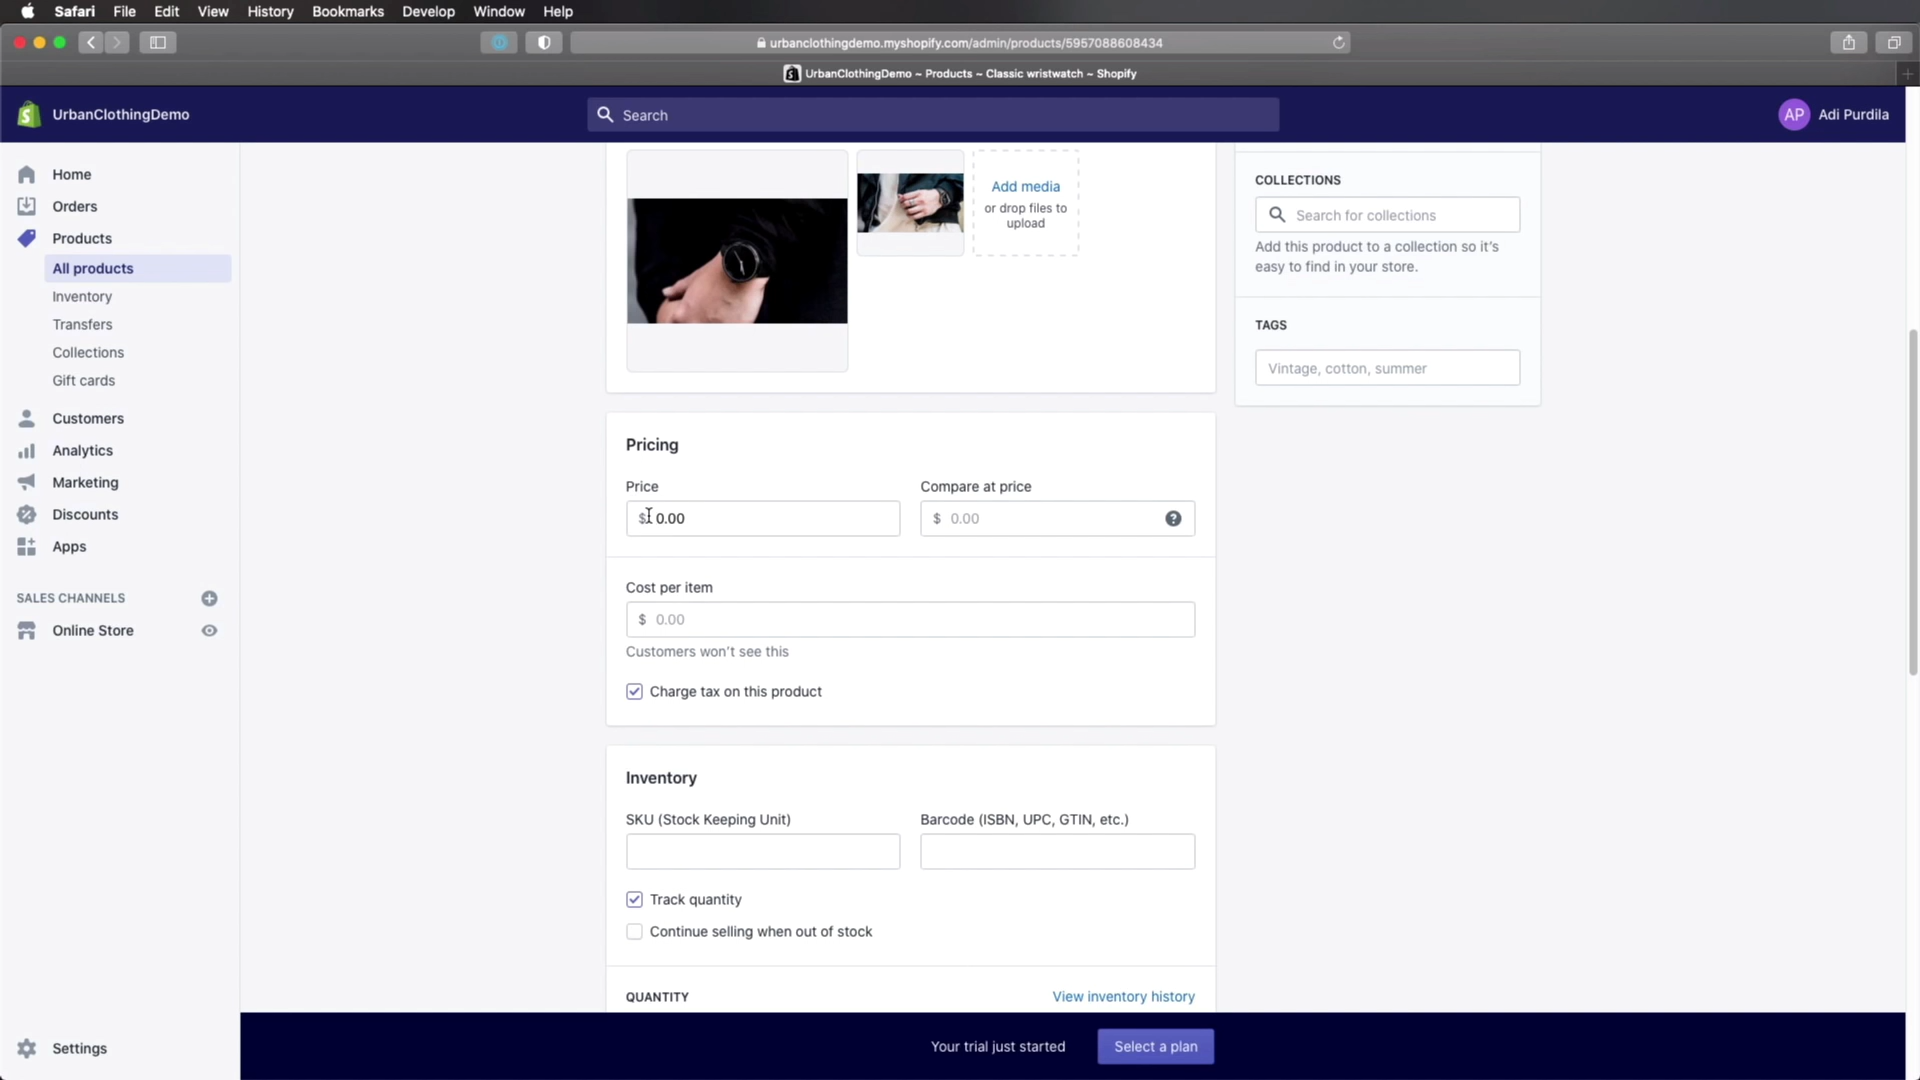 Safari File Edit View History Bookmarks Develop Window Help
urbanclothingdemo.myshopify.com/admin/products/5957088608434
UrbanClothingDemo ~ Products ~ Classic wristwatch ~ Shopify
UrbanClothingDemo
Search
AP Adi Purdila
Home
Orders
Products
All products
Inventory
Transfers
Collections
Gift cards
Customers
Analytics
Marketing
Discounts
Apps
SALES CHANNELS
Online Store
Settings
Add media
or drop files to
upload
Pricing
Price
Compare at price
$ 0.00
$ 0.00 ?
Cost per item
$ 0.00
Customers won't see this
Charge tax on this product
Inventory
SKU (Stock Keeping Unit)
Barcode (ISBN, UPC, GTIN, etc.)
Track quantity
Continue selling when out of stock
QUANTITY
View inventory history
COLLECTIONS
Search for collections
Add this product to a collection so it's
easy to find in your store.
TAGS
Vintage, cotton, summer
Your trial just started
Select a plan